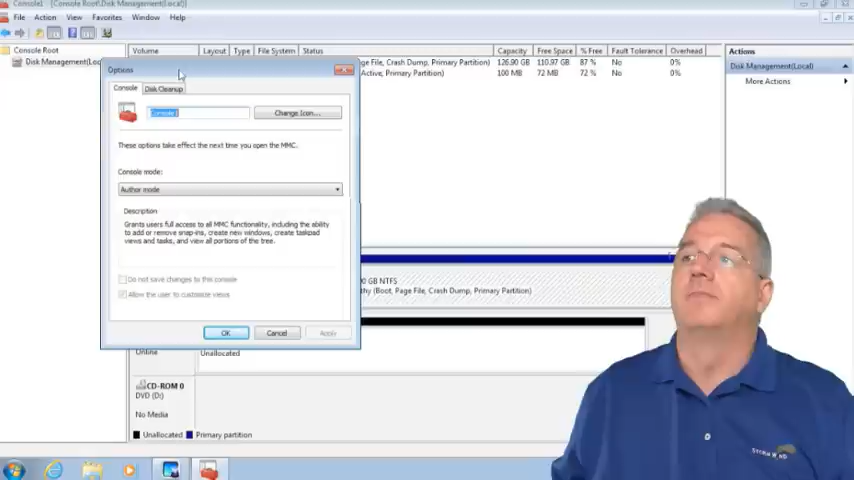 Console1 - [Console Root\Disk Management(Local)]
File Action View Favorites Window Help
Console Root
Disk Management(Loc
Volume Layout Type File System Status Capacity Free Space % Free Fault Tolerance Overhead
ge File, Crash Dump, Primary Partition) 126.90 GB 110.97 GB 87 % No 0%
Active, Primary Partition) 100 MB 72 MB 72 % No 0%
Actions
Disk Management(Local)
More Actions
Options
Console Disk Cleanup
Console1
Change Icon...
These options take effect the next time you open the MMC.
Console mode:
Author mode
Description
Grants users full access to all MMC functionality, including the ability
to add or remove snap-ins, create new windows, create taskpad
views and tasks, and view all portions of the tree.
Do not save changes to this console
Allow the user to customize views
OK Cancel Apply
0 GB NTFS
thy (Boot, Page File, Crash Dump, Primary Partition)
Online
Unallocated
CD-ROM 0
DVD (D:)
No Media
Unallocated Primary partition
STORMWIND